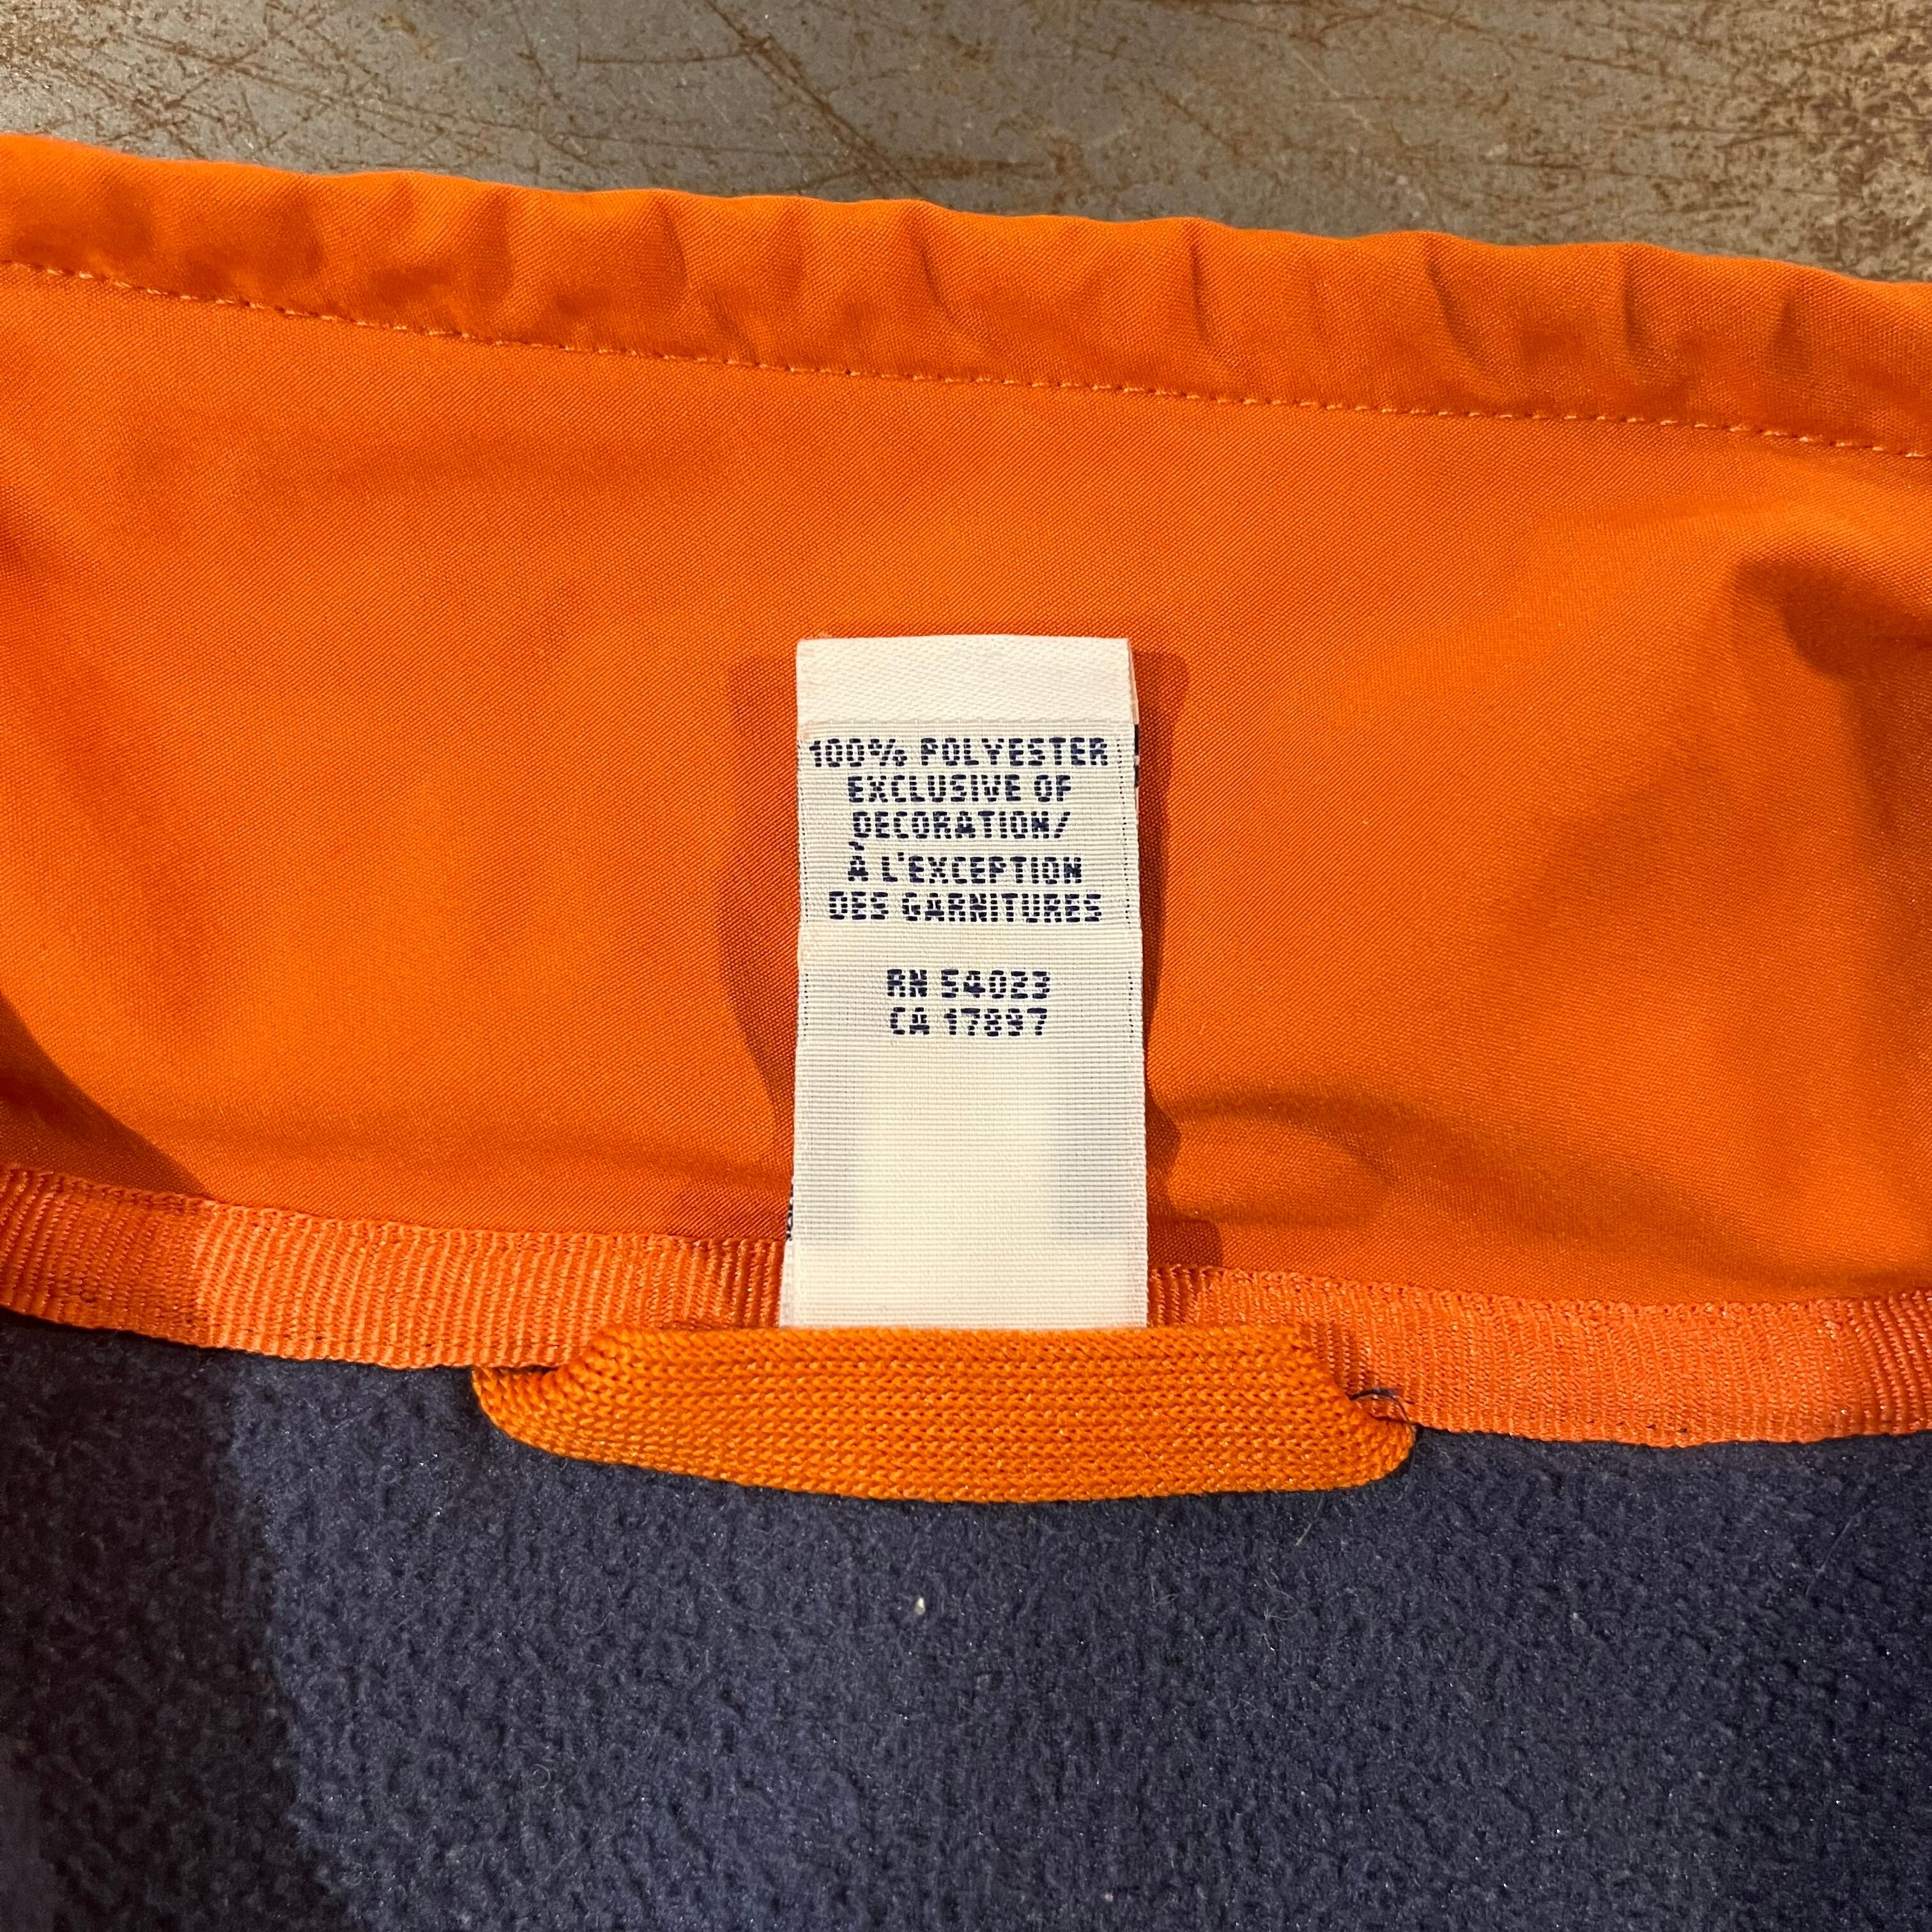 100% POLYESTER
EXCLUSIVE OF
DECORATION/
À L'EXCEPTION
DES GARNITURES
RN 54023
CA 17897